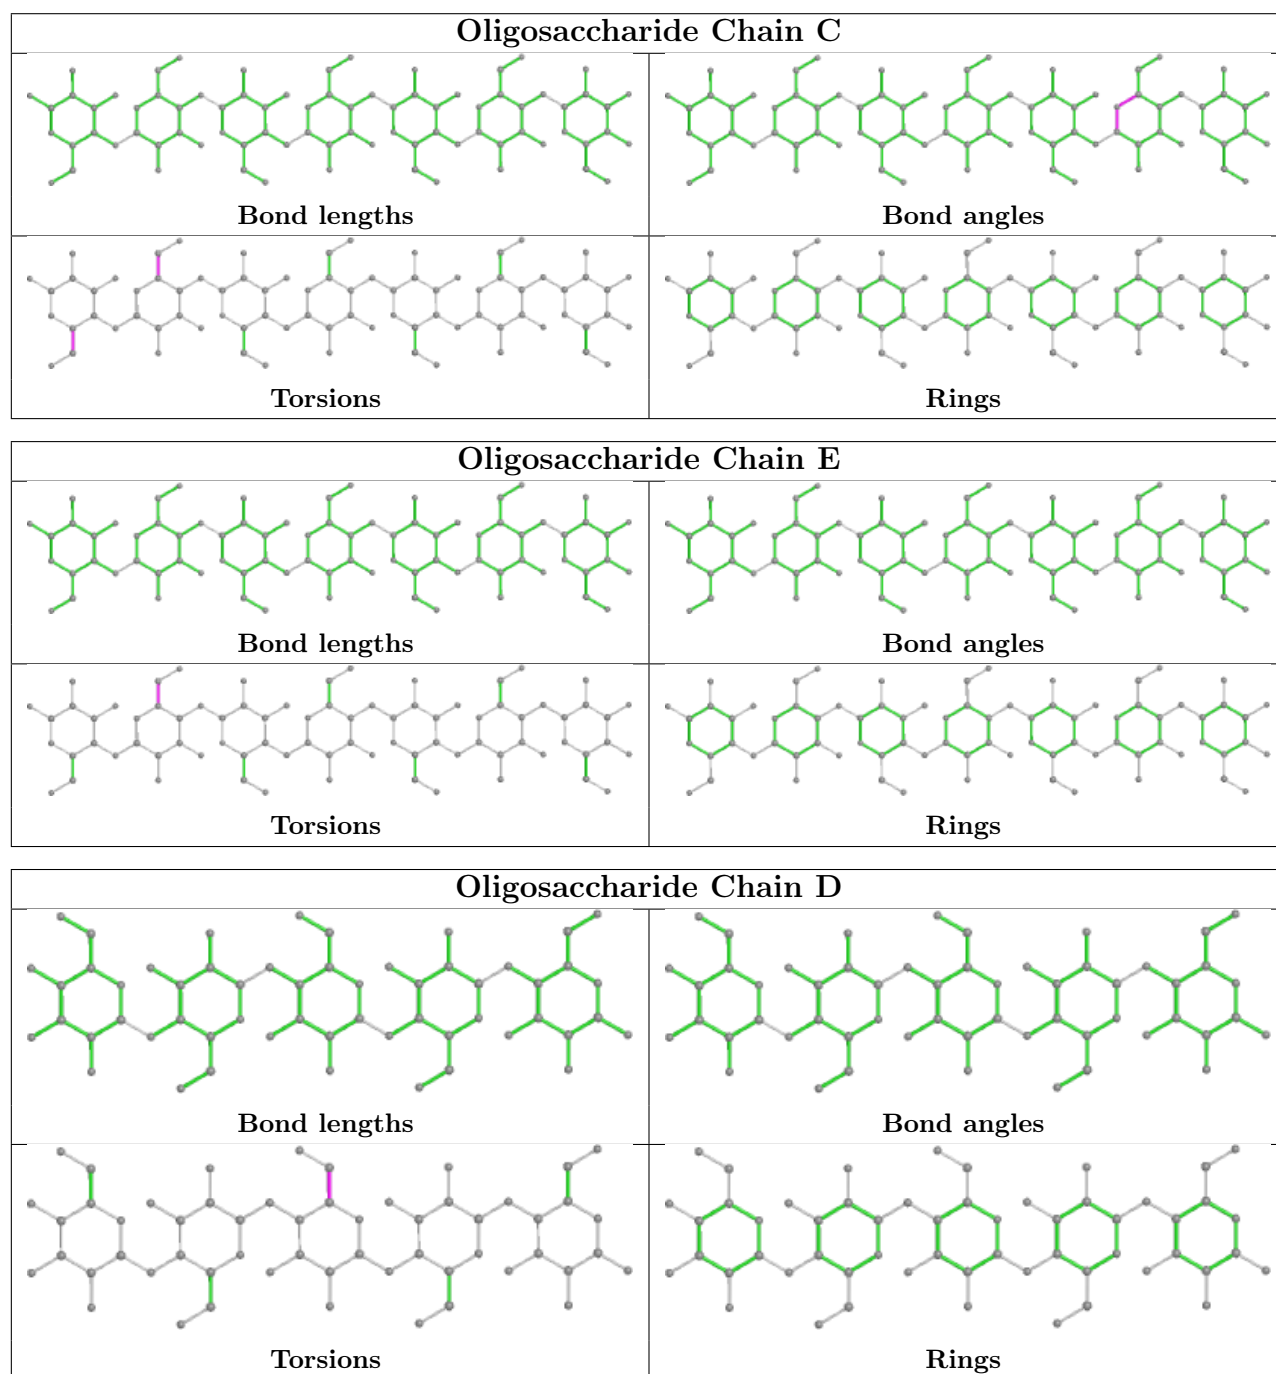 Oligosaccharide Chain C
Bond lengths
Bond angles
Torsions
Rings
Oligosaccharide Chain E
Bond lengths
Bond angles
Torsions
Rings
Oligosaccharide Chain D
Bond lengths
Bond angles
Torsions
Rings